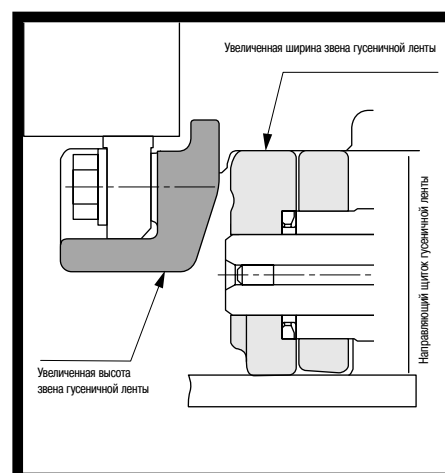 Увеличенная ширина звена гусеничной ленты
Направляющий щиток гусеничной ленты
Увеличенная высота
звена гусеничной ленты